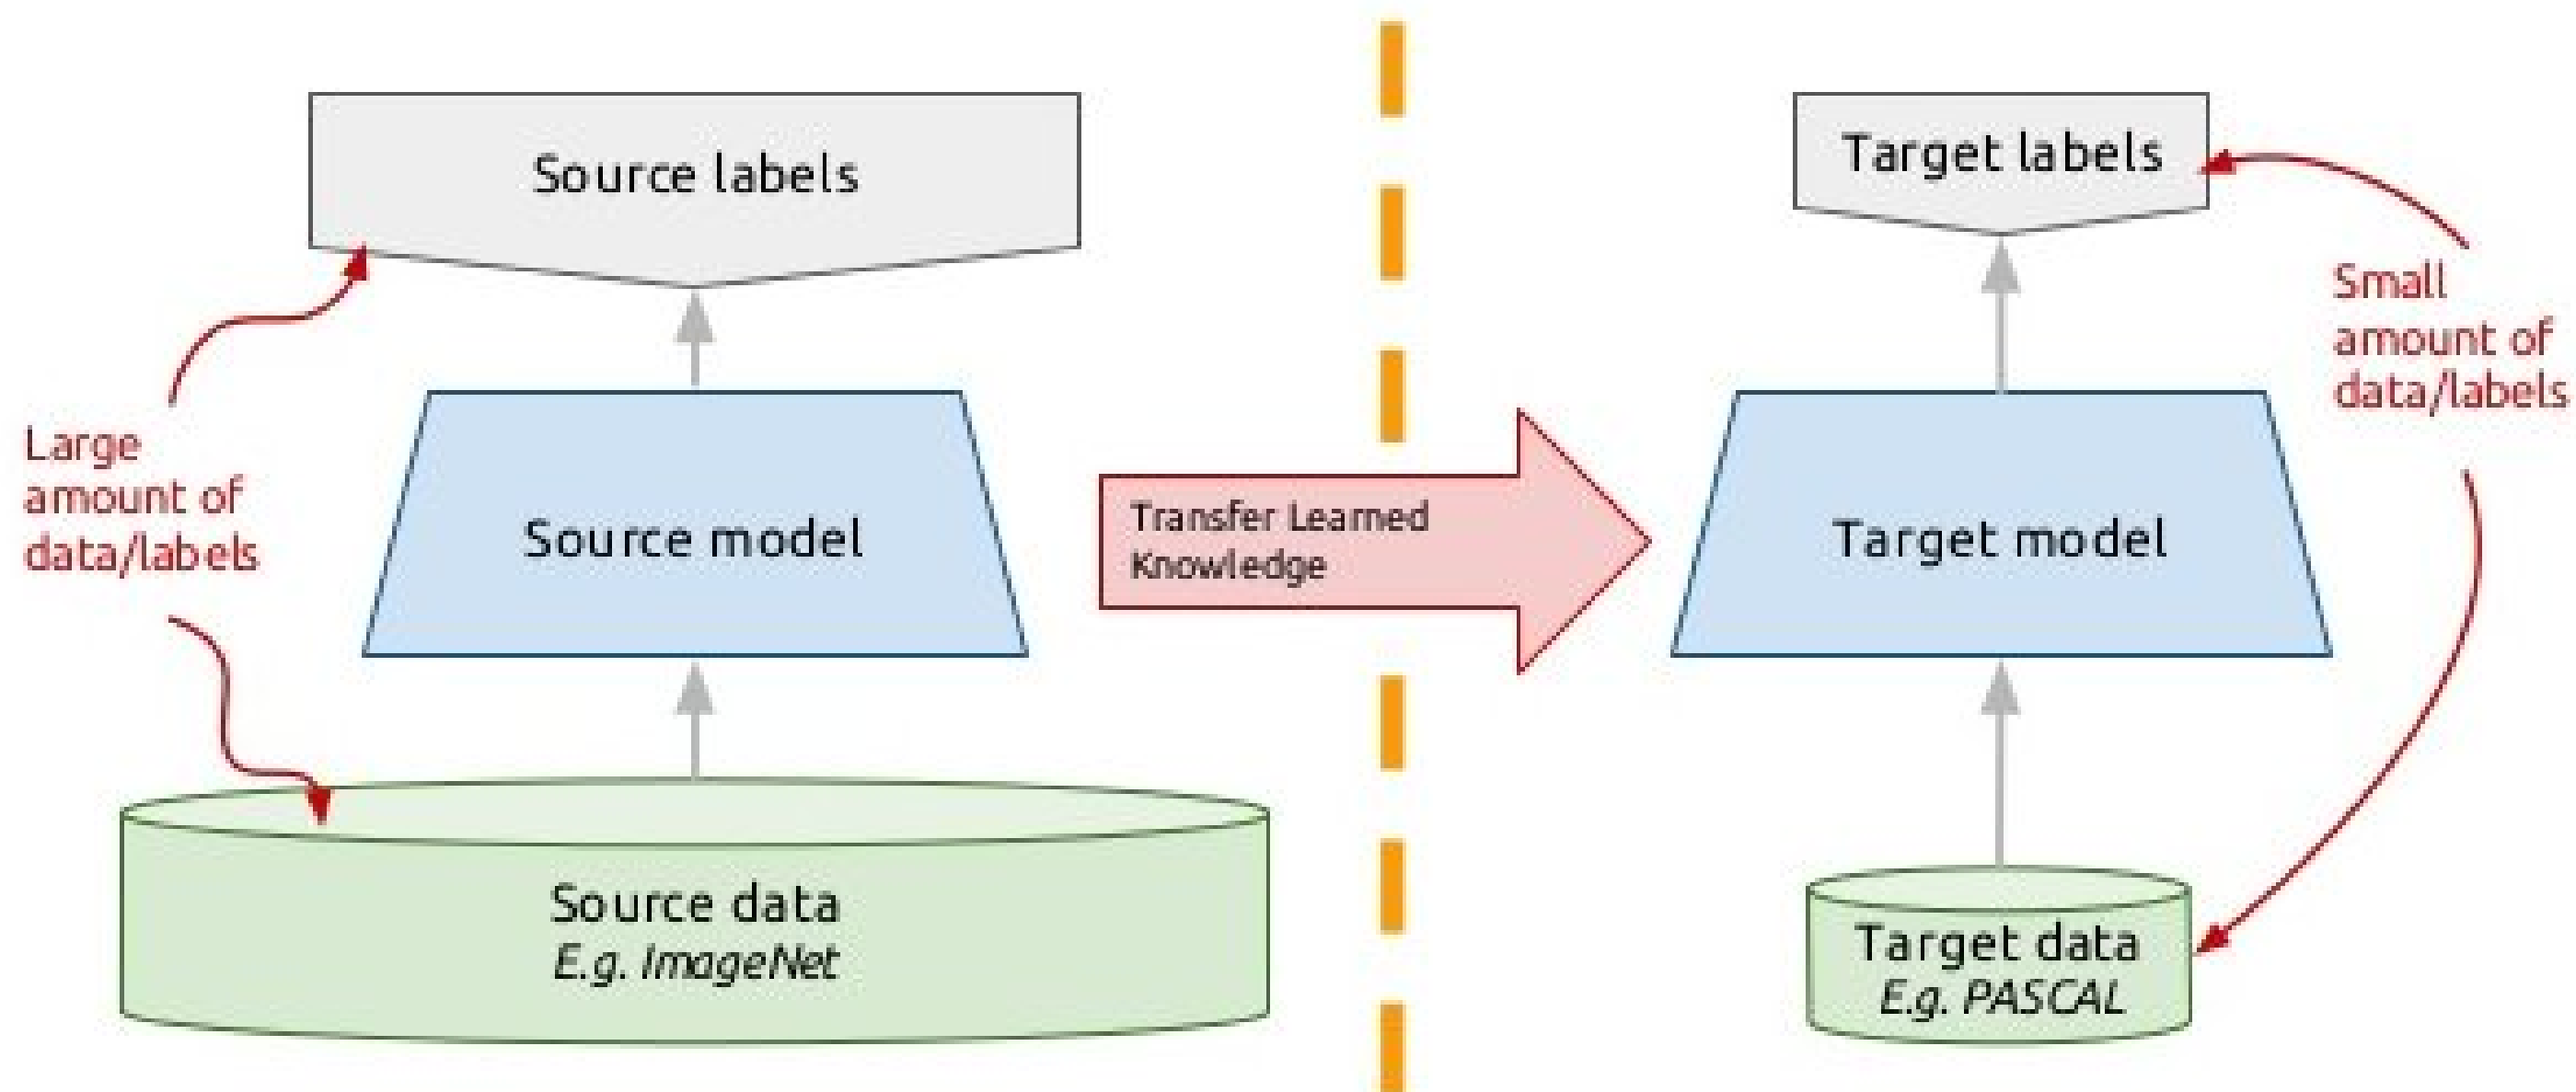 Source labels
Large
amount of
data/labels
Source model
Source data
E.g. ImageNet
Transfer Learned
Knowledge
Target labels
Small
amount of
data/labels
Target model
Target data
E.g. PASCAL